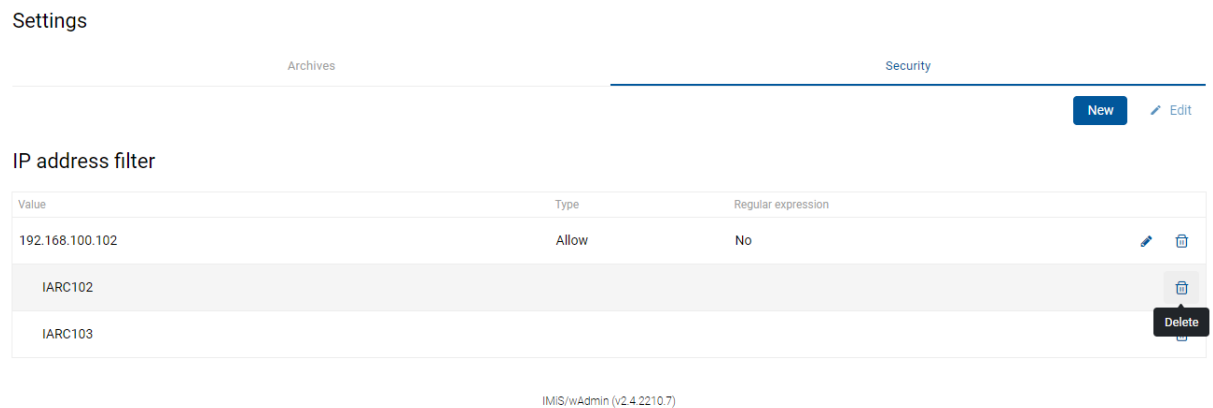 Settings
Archives Security
New Edit
IP address filter
Value Type Regular expression
192.168.100.102 Allow No
IARC102
Delete
IARC103
IMiS/wAdmin (v2.4.2210.7)